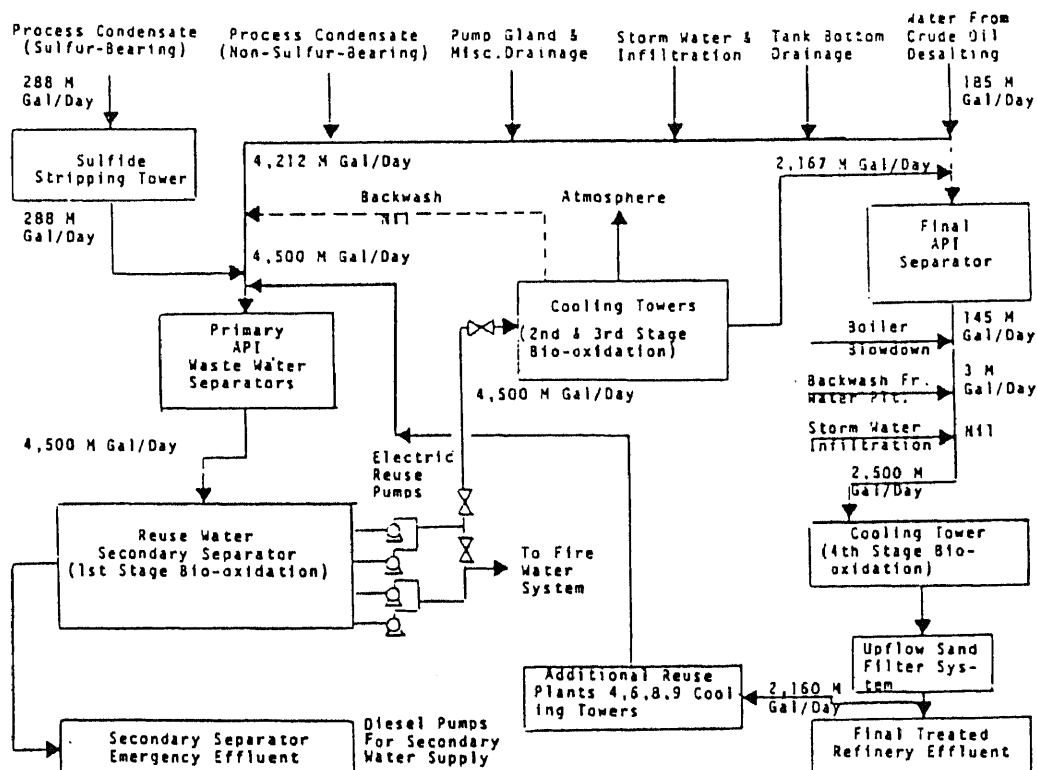 Process Condensate
(Sulfur-Bearing)
Process Condensate
(Non-Sulfur-Bearing)
Pump Gland &
Misc.Drainage
Storm Water &
Infiltration
Tank Bottom
Drainage
Water From
Crude Oil
Desalting
288 M
Gal/Day
185 M
Gal/Day
Sulfide
Stripping Tower
4,212 M Gal/Day
2,167 M Gal/Day
Backwash
Nil
Atmosphere
288 M
Gal/Day
Final
API
Separator
4,500 M Gal/Day
Cooling Towers
(2nd & 3rd Stage
Bio-oxidation)
Primary
API
Waste Water
Separators
Boiler
Blowdown
145 M
Gal/Day
4,500 M Gal/Day
Backwash Fr.
Water Plt.
3 M
Gal/Day
4,500 M Gal/Day
Storm Water
Infiltration
Nil
Electric
Reuse
Pumps
2,500 M
Gal/Day
Reuse Water
Secondary Separator
(1st Stage Bio-oxidation)
To Fire
Water
System
Cooling Tower
(4th Stage Bio-
oxidation)
Upflow Sand
Filter Sys-
tem
Additional Reuse
Plants 4,6,8,9 Cool
ing Towers
2,160 M
Gal/Day
Secondary Separator
Emergency Effluent
Diesel Pumps
For Secondary
Water Supply
Final Treated
Refinery Effluent